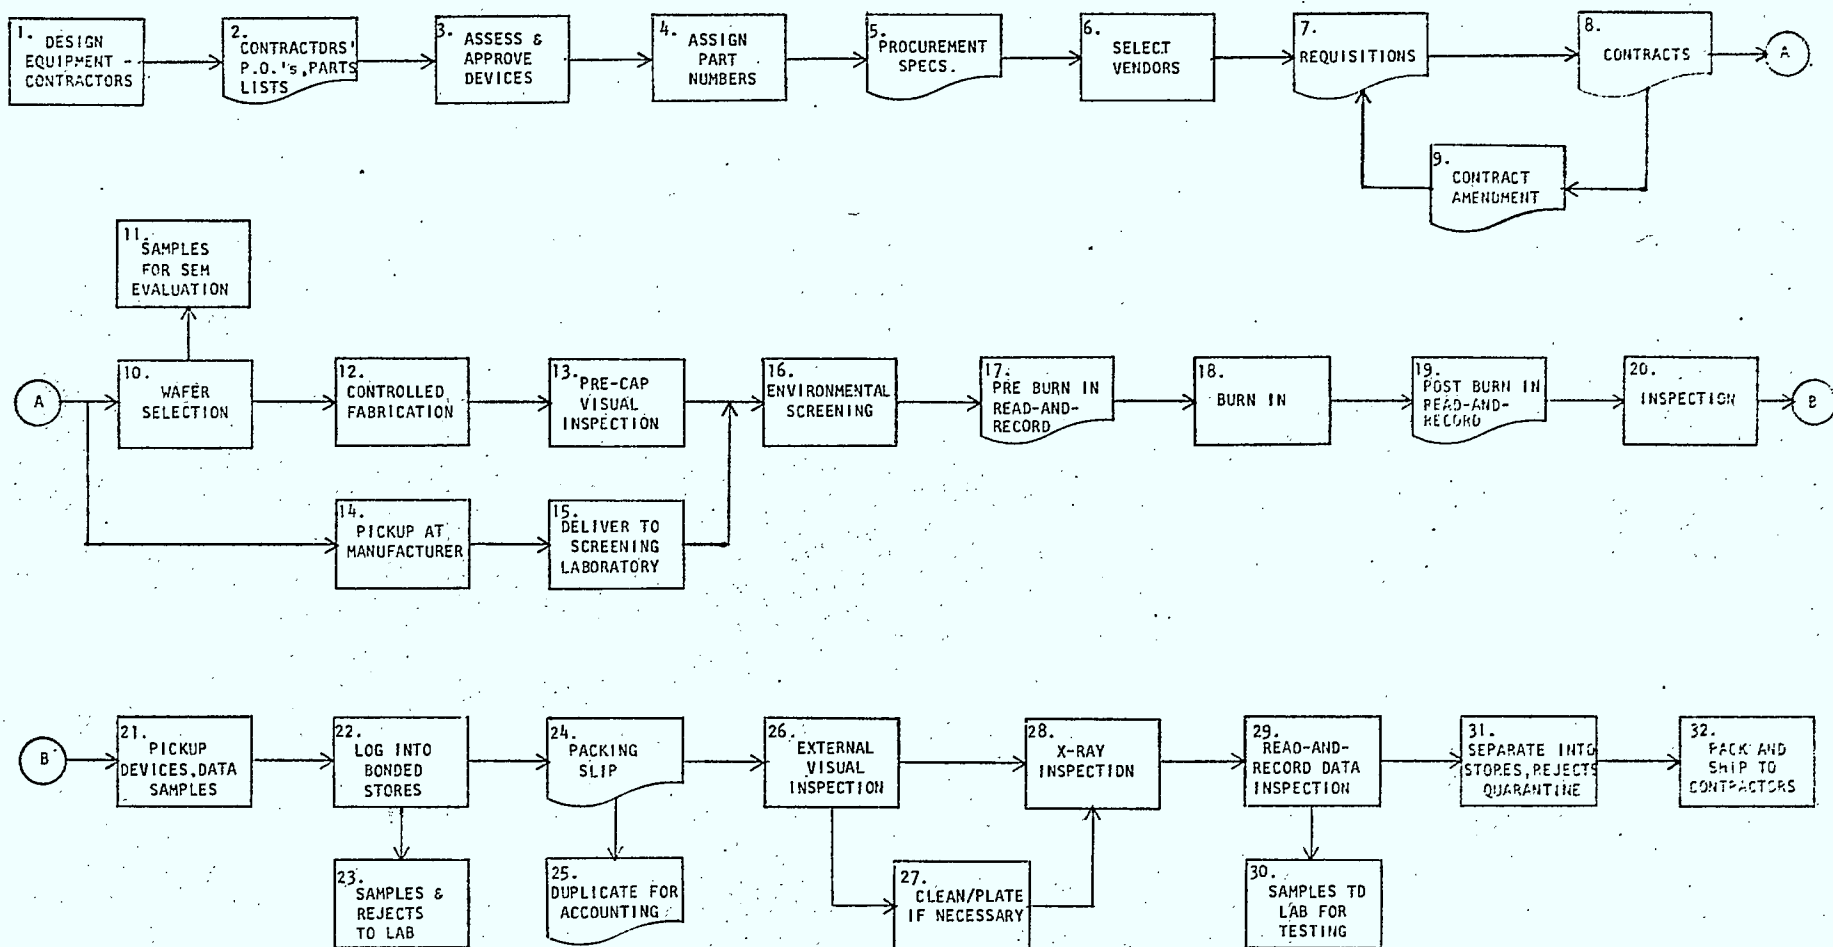 1. DESIGN
EQUIPMENT -
CONTRACTORS
2. CONTRACTORS'
P.O.'s,PARTS
LISTS
3. ASSESS &
APPROVE
DEVICES
4. ASSIGN
PART
NUMBERS
5. PROCUREMENT
SPECS.
6. SELECT
VENDORS
7. REQUISITIONS
8. CONTRACTS
A
9. CONTRACT
AMENDMENT
11. SAMPLES
FOR SEM
EVALUATION
A
10. WAFER
SELECTION
12. CONTROLLED
FABRICATION
13. PRE-CAP
VISUAL
INSPECTION
16. ENVIRONMENTAL
SCREENING
17. PRE BURN IN
READ-AND-
RECORD
18. BURN IN
19. POST BURN IN
READ-AND-
RECORD
20. INSPECTION
B
14. PICKUP AT
MANUFACTURER
15. DELIVER TO
SCREENING
LABORATORY
B
21. PICKUP
DEVICES,DATA
SAMPLES
22. LOG INTO
BONDED
STORES
24. PACKING
SLIP
26. EXTERNAL
VISUAL
INSPECTION
28. X-RAY
INSPECTION
29. READ-AND-
RECORD DATA
INSPECTION
31. SEPARATE INTO
STORES,REJECTS
QUARANTINE
32. PACK AND
SHIP TO
CONTRACTORS
23. SAMPLES &
REJECTS
TO LAB
25. DUPLICATE FOR
ACCOUNTING
27. CLEAN/PLATE
IF NECESSARY
30. SAMPLES TO
LAB FOR
TESTING